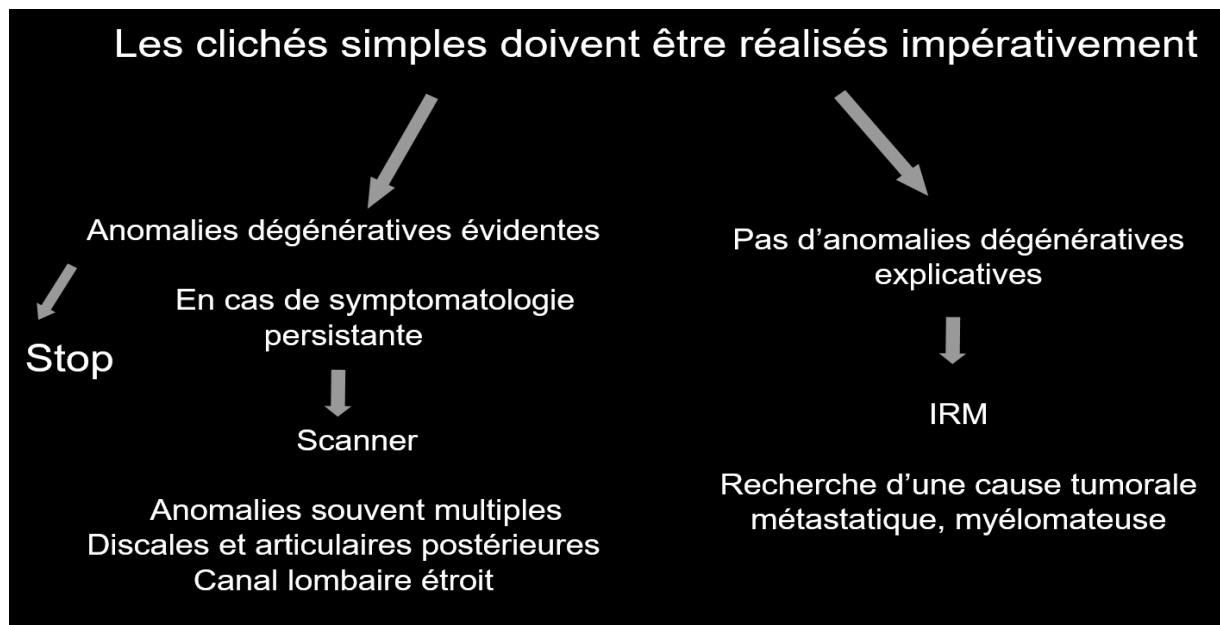 Les clichés simples doivent être réalisés impérativement
Anomalies dégénératives évidentes
En cas de symptomatologie
persistante
Stop
Scanner
Anomalies souvent multiples
Discales et articulaires postérieures
Canal lombaire étroit
Pas d’anomalies dégénératives
explicatives
IRM
Recherche d’une cause tumorale
métastatique, myélomateuse